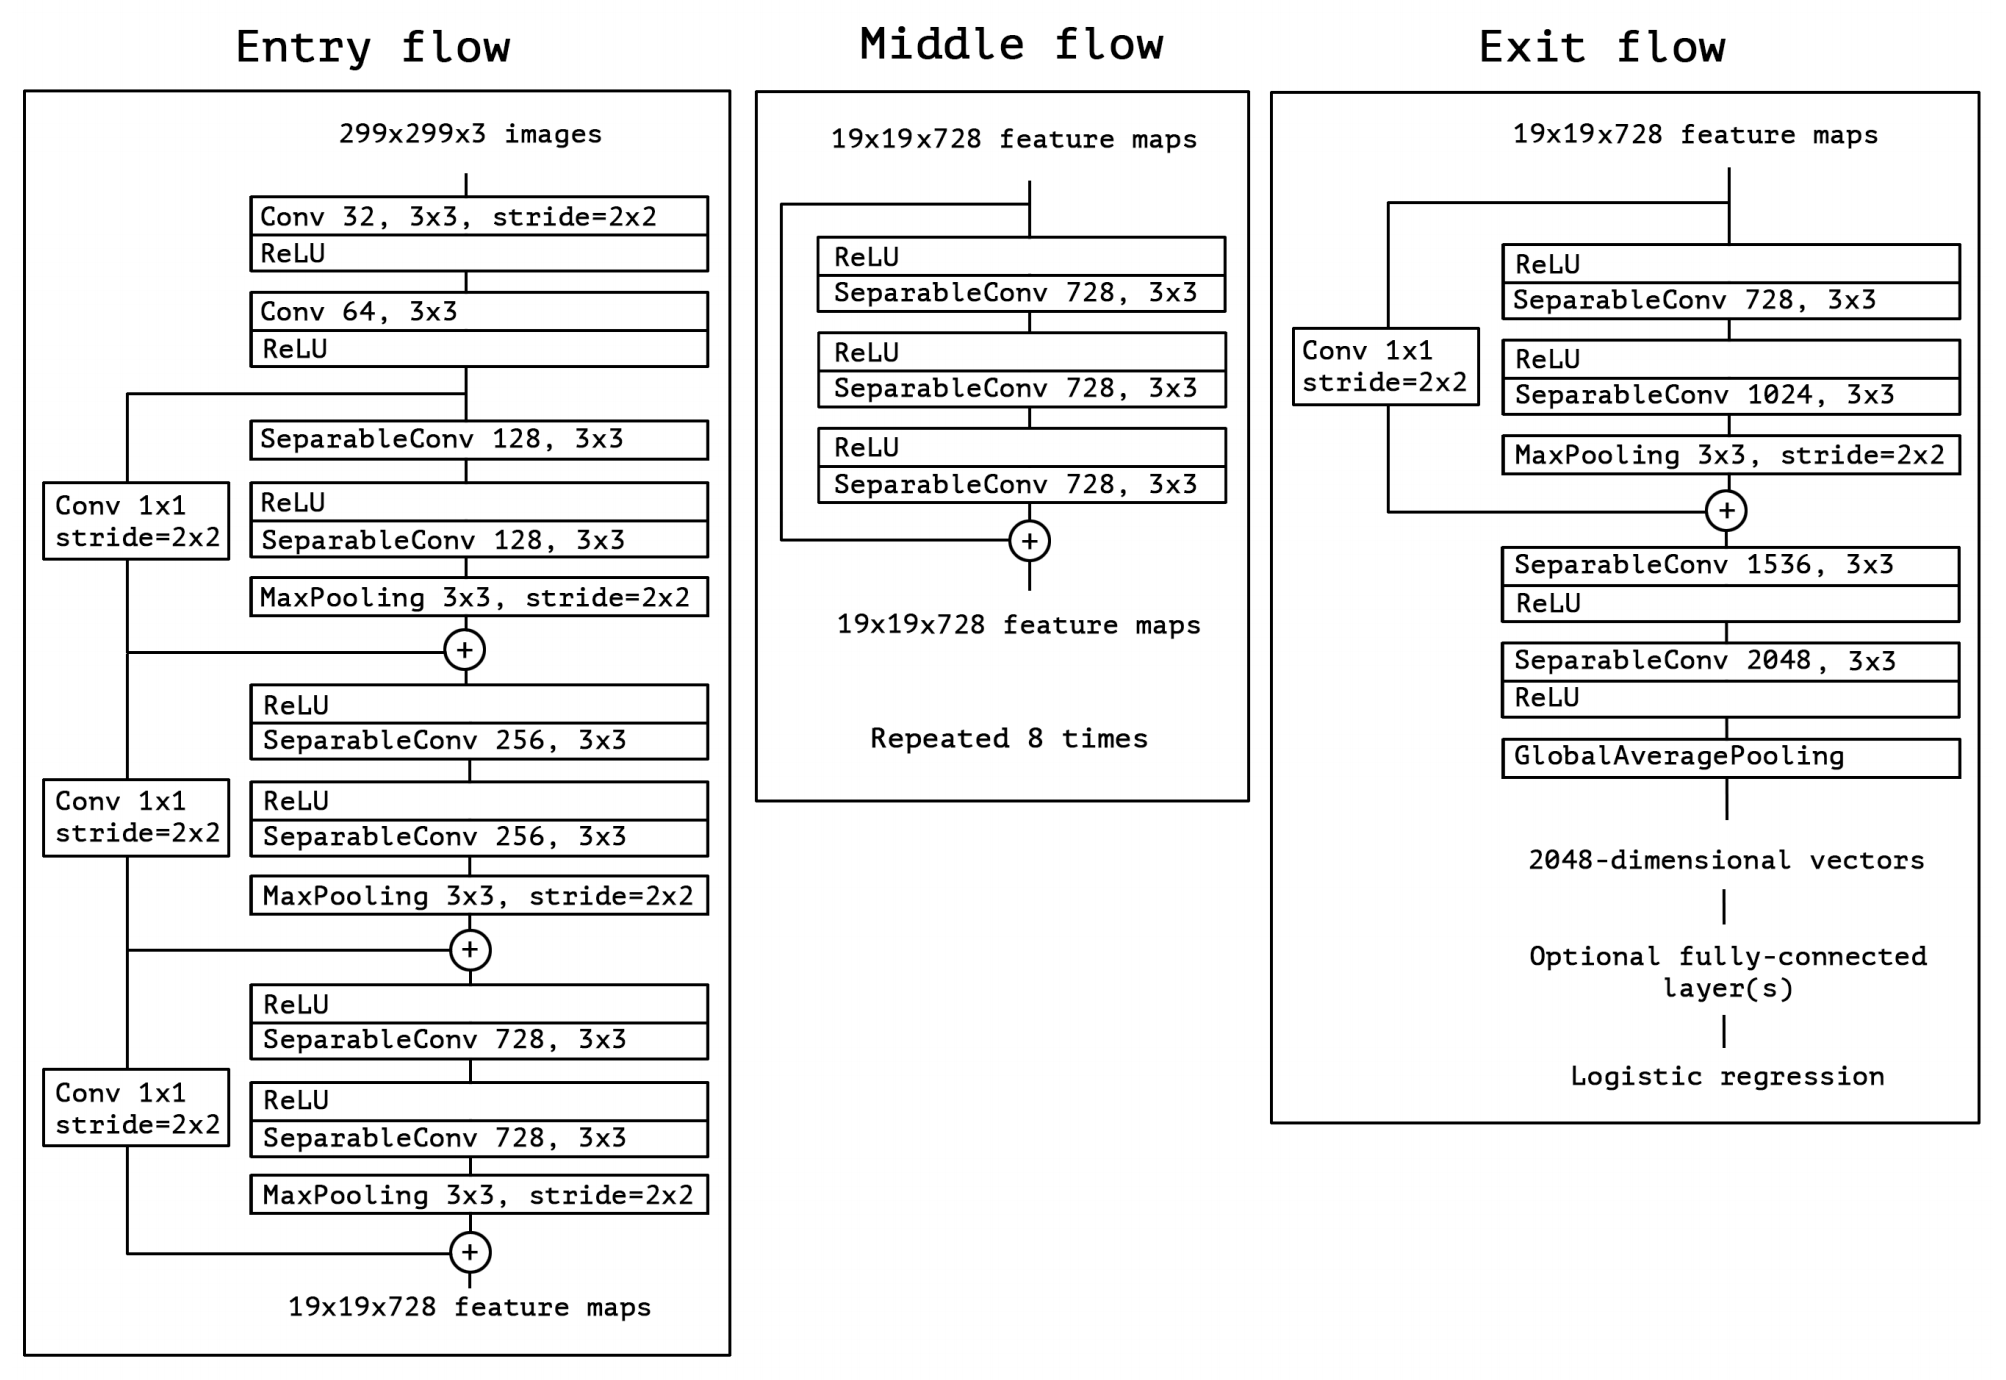 Entry flow
299x299x3 images
Conv 32, 3x3, stride=2x2
ReLU
Conv 64, 3x3
ReLU
SeparableConv 128, 3x3
Conv 1x1
stride=2x2
ReLU
SeparableConv 128, 3x3
MaxPooling 3x3, stride=2x2
+
ReLU
SeparableConv 256, 3x3
Conv 1x1
stride=2x2
ReLU
SeparableConv 256, 3x3
MaxPooling 3x3, stride=2x2
+
ReLU
SeparableConv 728, 3x3
Conv 1x1
stride=2x2
ReLU
SeparableConv 728, 3x3
MaxPooling 3x3, stride=2x2
+
19x19x728 feature maps
Middle flow
19x19x728 feature maps
ReLU
SeparableConv 728, 3x3
ReLU
SeparableConv 728, 3x3
ReLU
SeparableConv 728, 3x3
+
19x19x728 feature maps
Repeated 8 times
Exit flow
19x19x728 feature maps
ReLU
SeparableConv 728, 3x3
Conv 1x1
stride=2x2
ReLU
SeparableConv 1024, 3x3
MaxPooling 3x3, stride=2x2
+
SeparableConv 1536, 3x3
ReLU
SeparableConv 2048, 3x3
ReLU
GlobalAveragePooling
2048-dimensional vectors
Optional fully-connected
layer(s)
Logistic regression